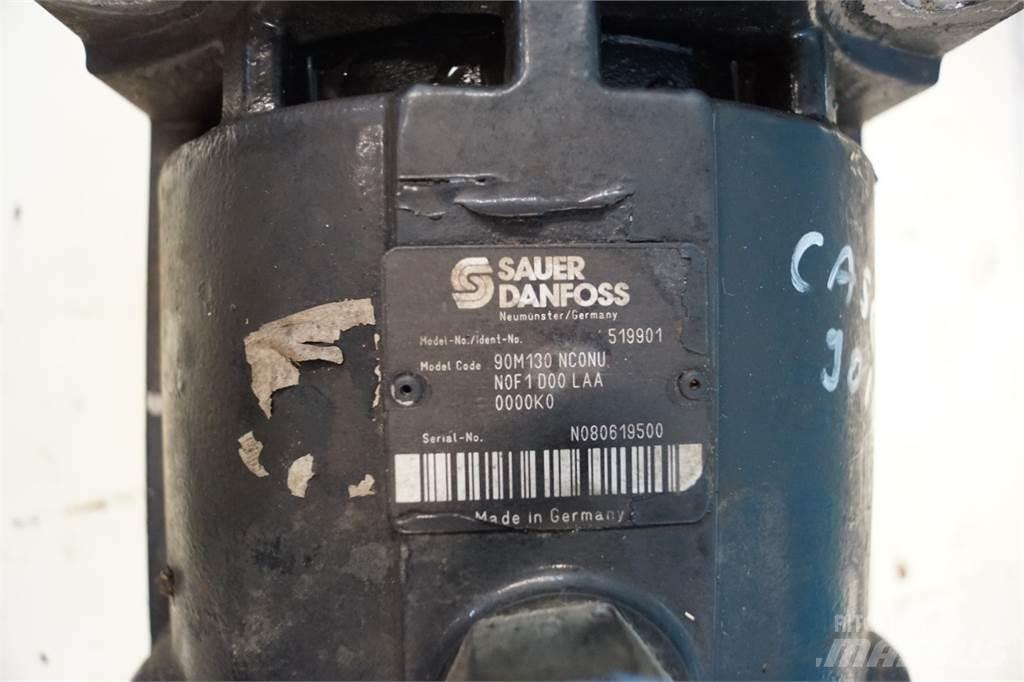 SAUER
DANFOSS
Neumünster/Germany
Model-No./ident-No. 519901
Model Code 90M130 NC0NU
N0F1 D00 LAA
0000K0
Serial-No. N080619500
Made in Germany